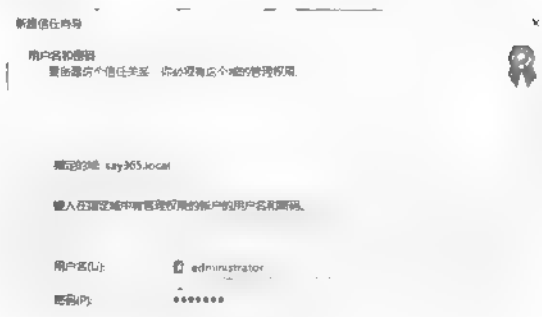 新建信任向导
用户名和密码
要创建这个信任关系，你必须有这个域的管理权限。
指定的域: say365.local
键入在指定域中有管理权限的帐户的用户名和密码。
用户名(U):
administrator
密码(P):
•••••••